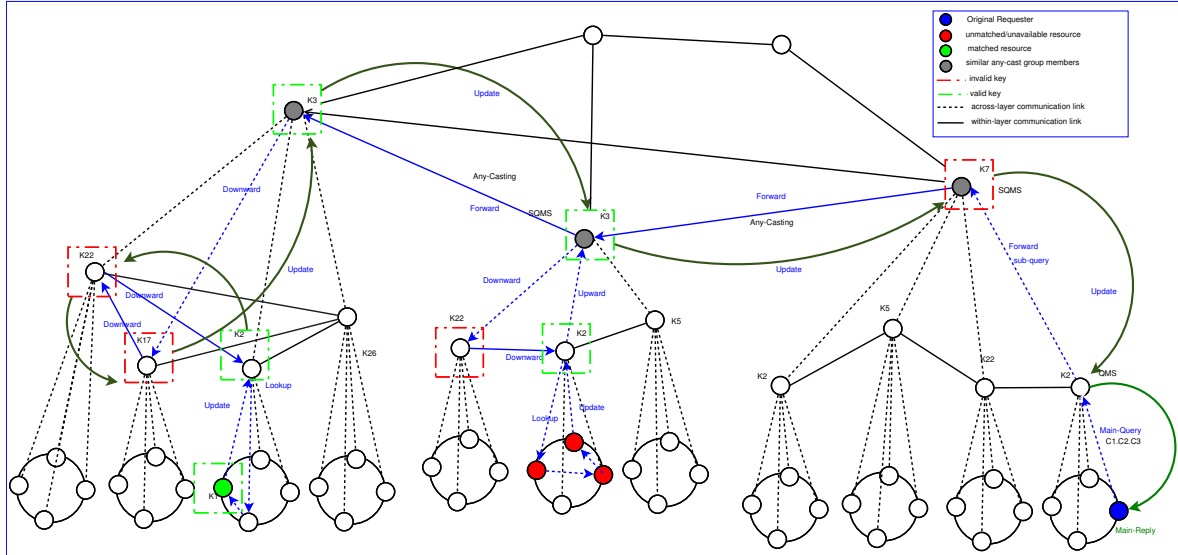 Original Requester
unmatched/unavailable resource
matched resource
similar any-cast group members
invalid key
valid key
across-layer communication link
within-layer communication link
K3
Update
K7
SQMS
Any-Casting
Downward
Forward
SQMS
K3
Forward
Any-Casting
Forward
sub-query
K22
Update
Downward
Update
Downward
Upward
Update
Downward
K17
K2
K26
Lookup
Update
K1
K22
K2
K5
Downward
Lookup
Update
K5
K2
K22
K2
QMS
Main-Query
C1.C2.C3
Main-Reply